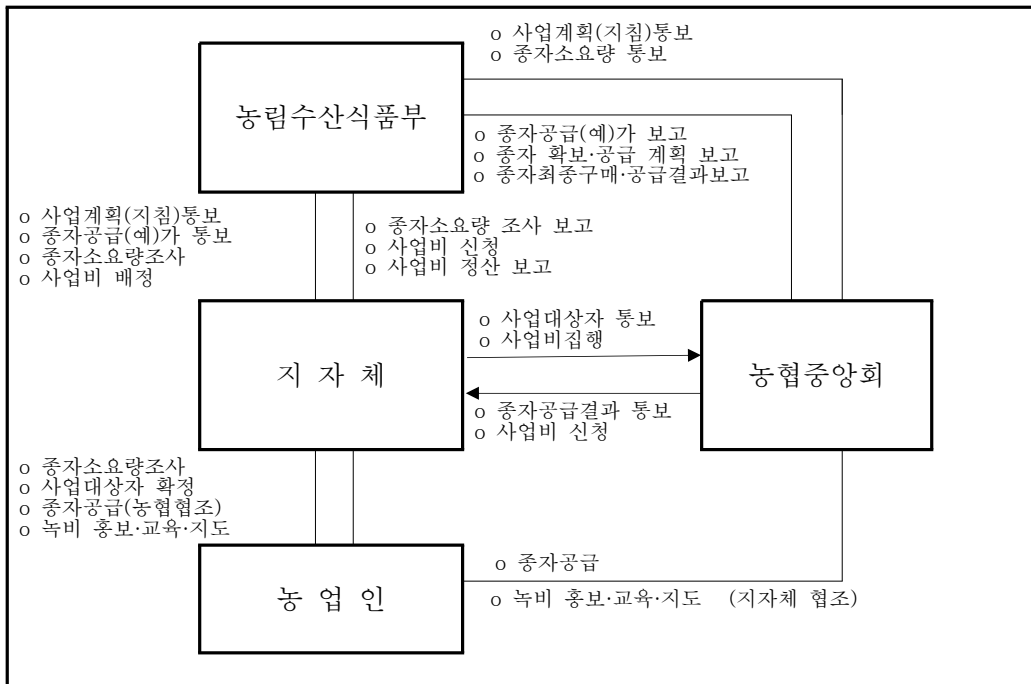 o 사업계획(지침)통보
o 종자소요량 통보
농림수산식품부
o 종자공급(예)가 보고
o 종자 확보·공급 계획 보고
o 종자최종구매·공급결과보고
o 사업계획(지침)통보
o 종자공급(예)가 통보
o 종자소요량조사
o 사업비 배정
o 종자소요량 조사 보고
o 사업비 신청
o 사업비 정산 보고
지 자 체
o 사업대상자 통보
o 사업비집행
농협중앙회
o 종자공급결과 통보
o 사업비 신청
o 종자소요량조사
o 사업대상자 확정
o 종자공급(농협협조)
o 녹비 홍보·교육·지도
농 업 인
o 종자공급
o 녹비 홍보·교육·지도 (지자체 협조)